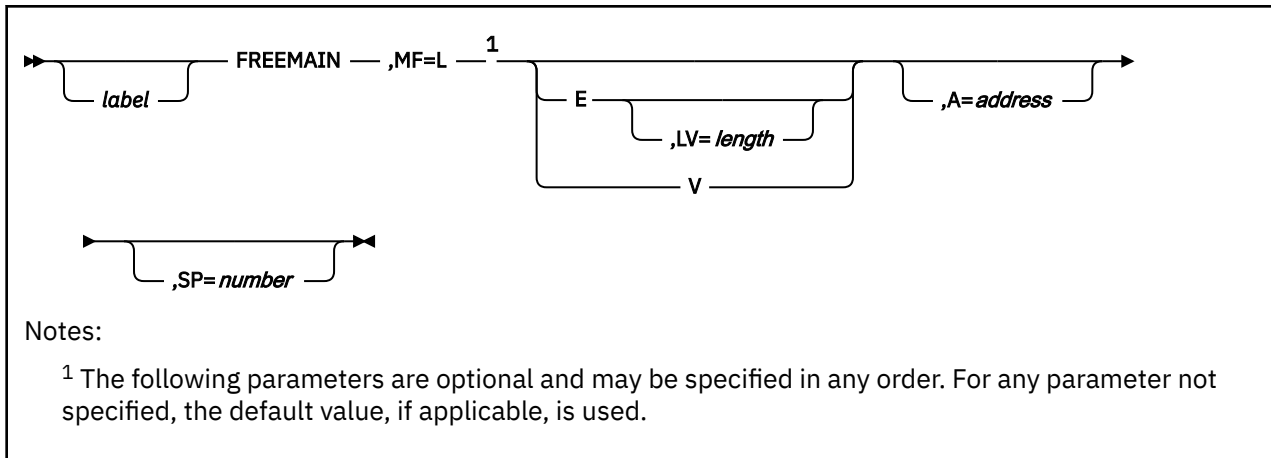 label FREEMAIN ,MF=L 1 E ,LV= length V ,A= address
,SP= number
Notes:
1 The following parameters are optional and may be specified in any order. For any parameter not
specified, the default value, if applicable, is used.